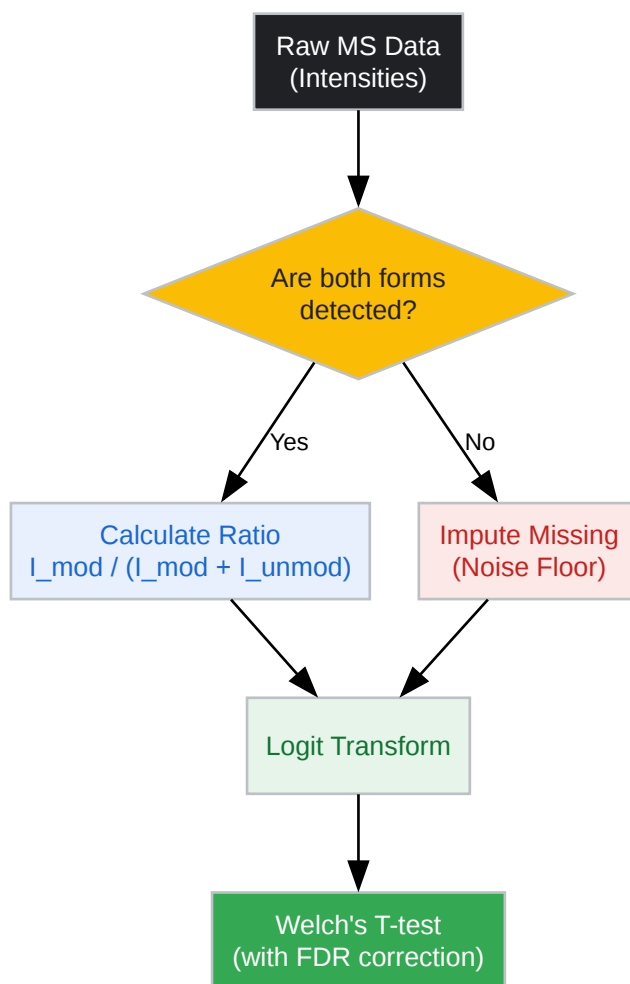 Raw MS Data
(Intensities)
Are both forms
detected?
Yes
No
Calculate Ratio
I_mod / (I_mod + I_unmod)
Impute Missing
(Noise Floor)
Logit Transform
Welch's T-test
(with FDR correction)